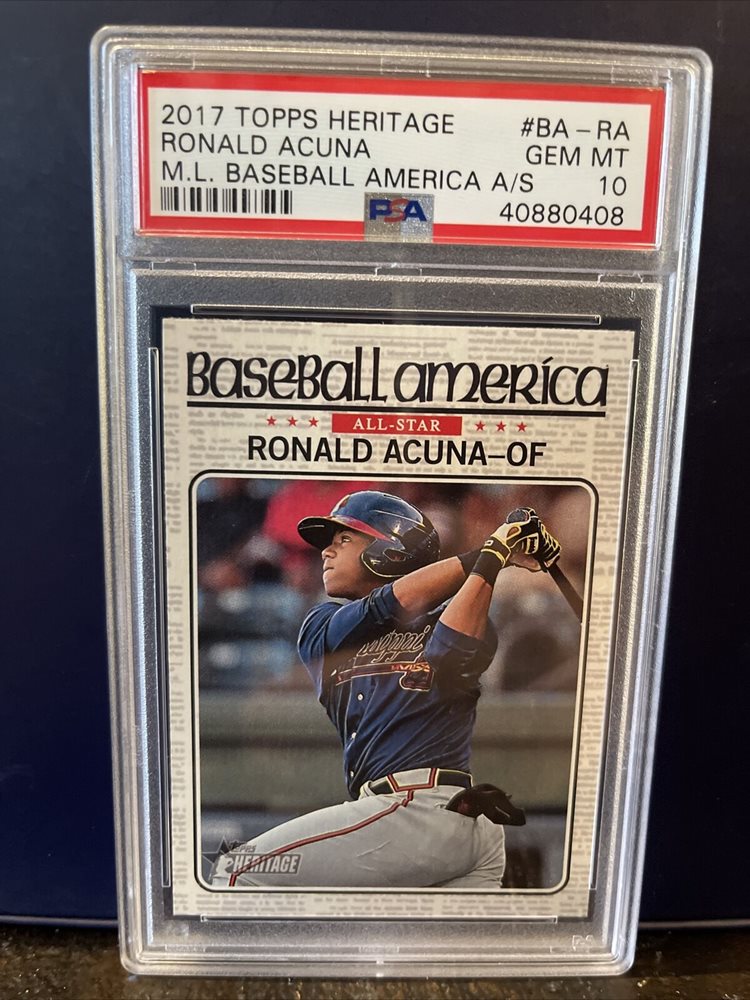 2017 TOPPS HERITAGE #BA-RA
RONALD ACUNA GEM MT
M.L. BASEBALL AMERICA A/S 10
PSA 40880408
Baseball america
★ ★ ★ ALL-STAR ★ ★ ★
RONALD ACUNA-OF
TOPPS
HERITAGE